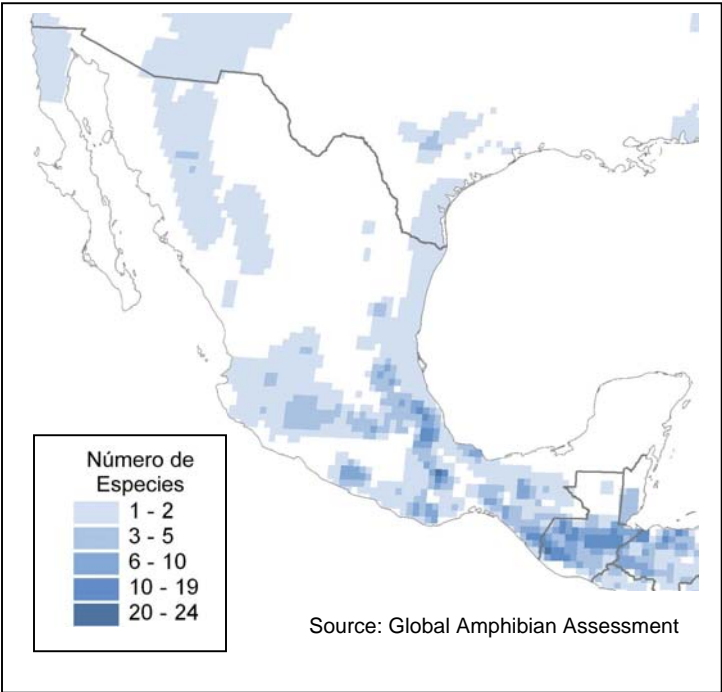 Número de
Especies
1 - 2
3 - 5
6 - 10
10 - 19
20 - 24
Source: Global Amphibian Assessment